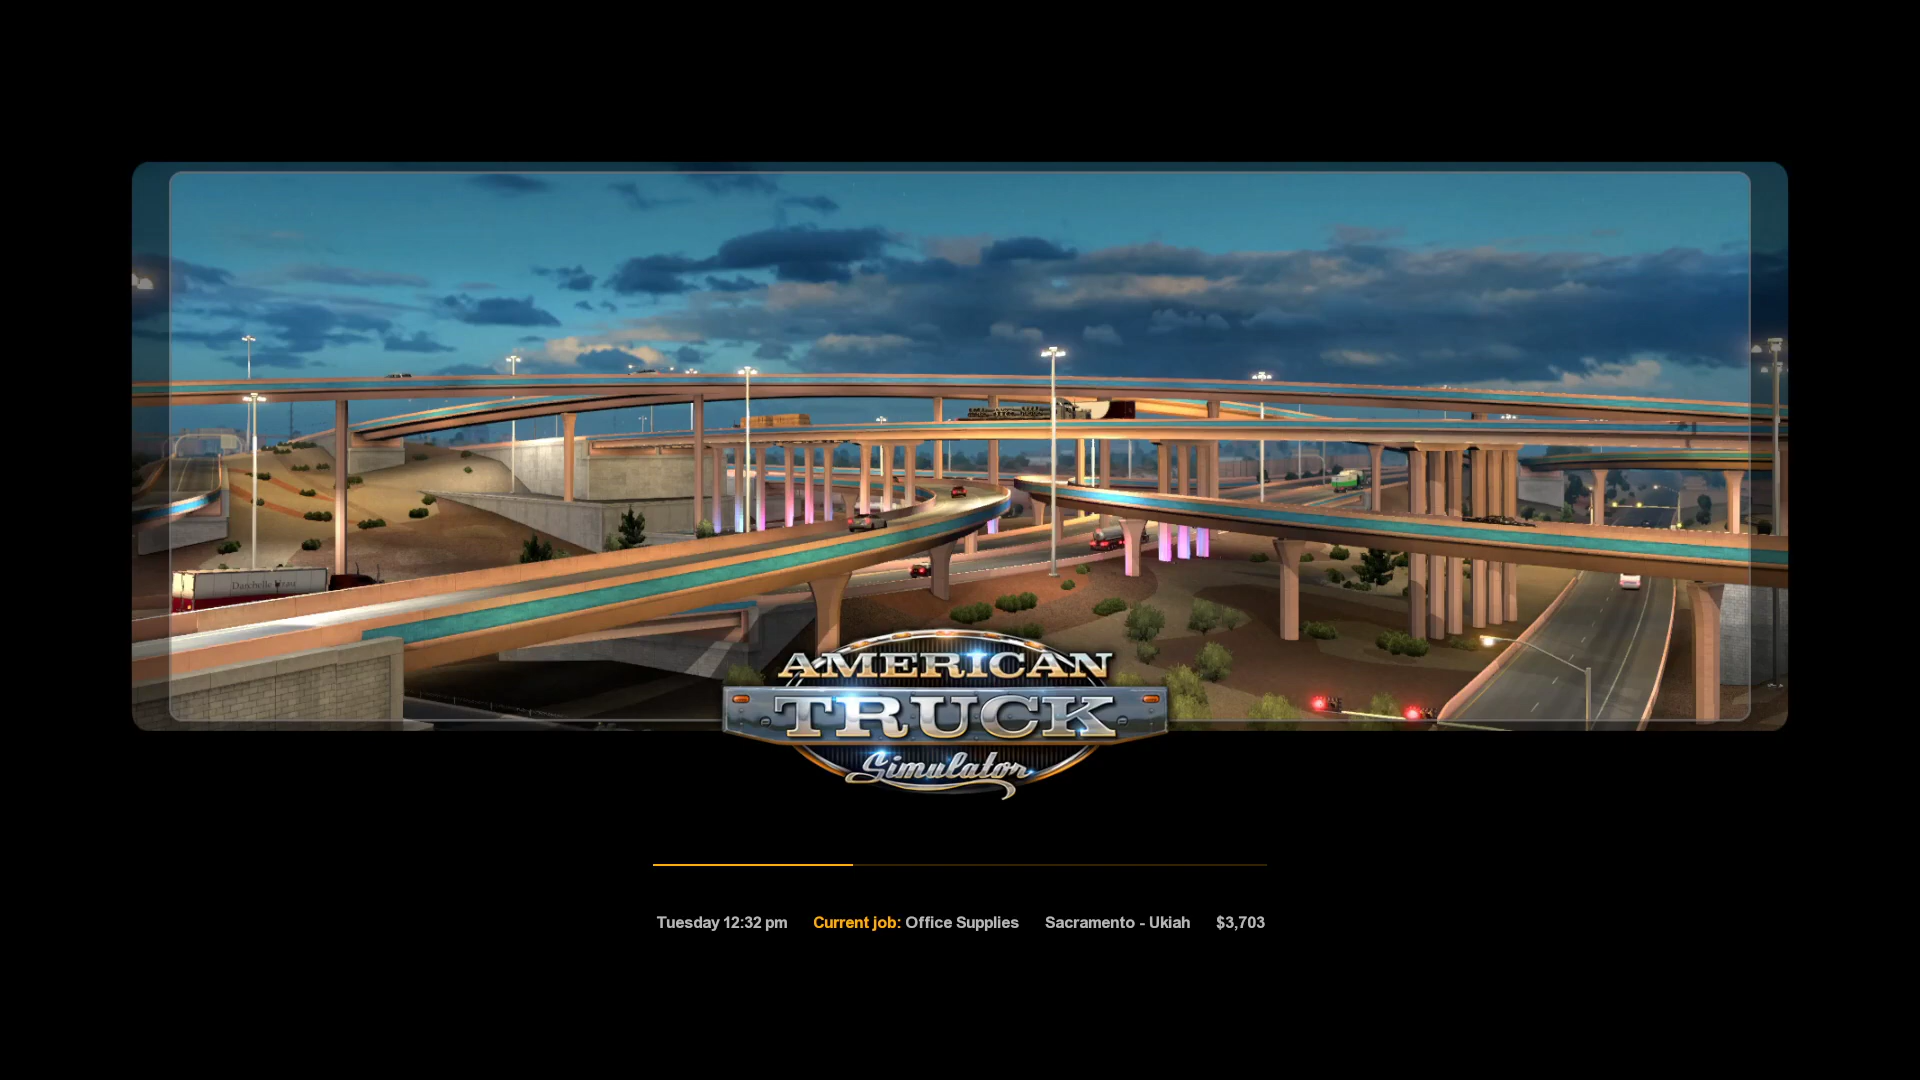 AMERICAN
TRUCK
Simulator
Tuesday 12:32 pm Current job: Office Supplies Sacramento - Ukiah $3,703